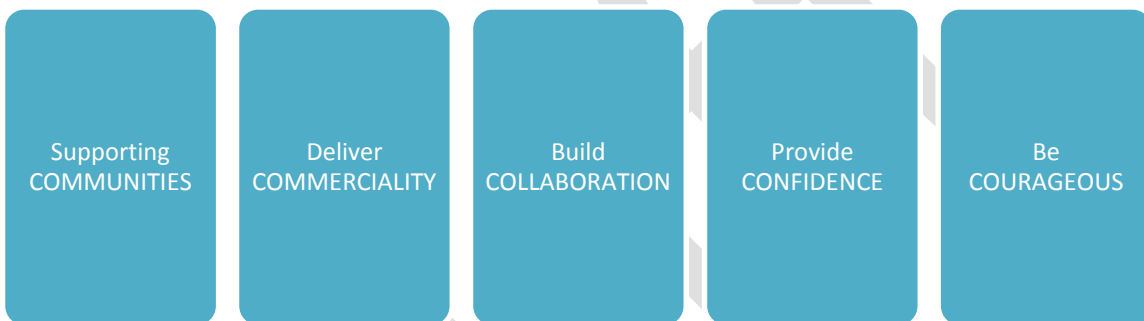 Supporting
COMMUNITIES
Deliver
COMMERCIALITY
Build
COLLABORATION
Provide
CONFIDENCE
Be
COURAGEOUS